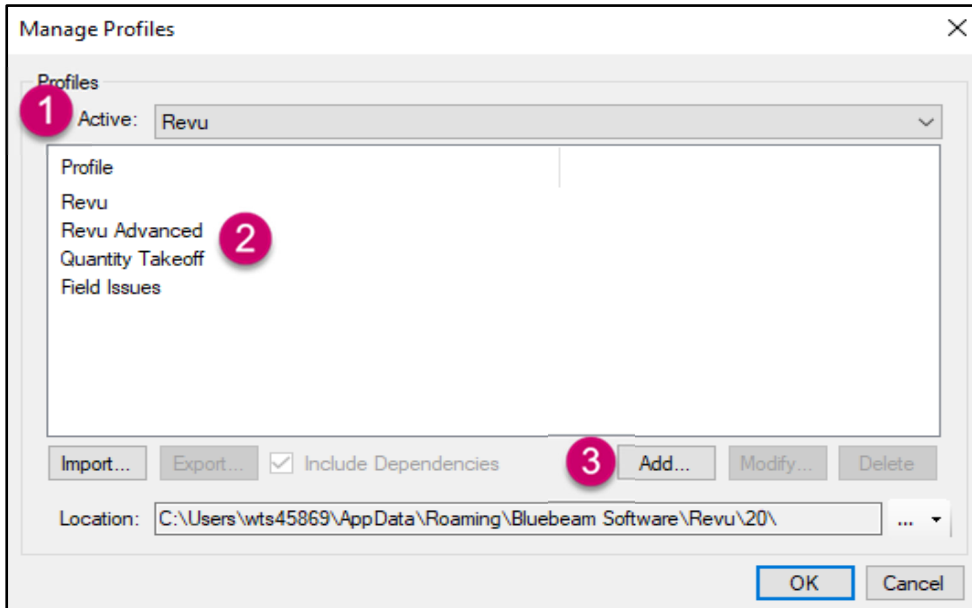 Manage Profiles
Profiles
1 Active: Revu
Profile
Revu
Revu Advanced
2
Quantity Takeoff
Field Issues
Import... Export... Include Dependencies 3 Add... Modify... Delete
Location: C:\Users\wts45869\AppData\Roaming\Bluebeam Software\Revu\20\ ...
OK Cancel